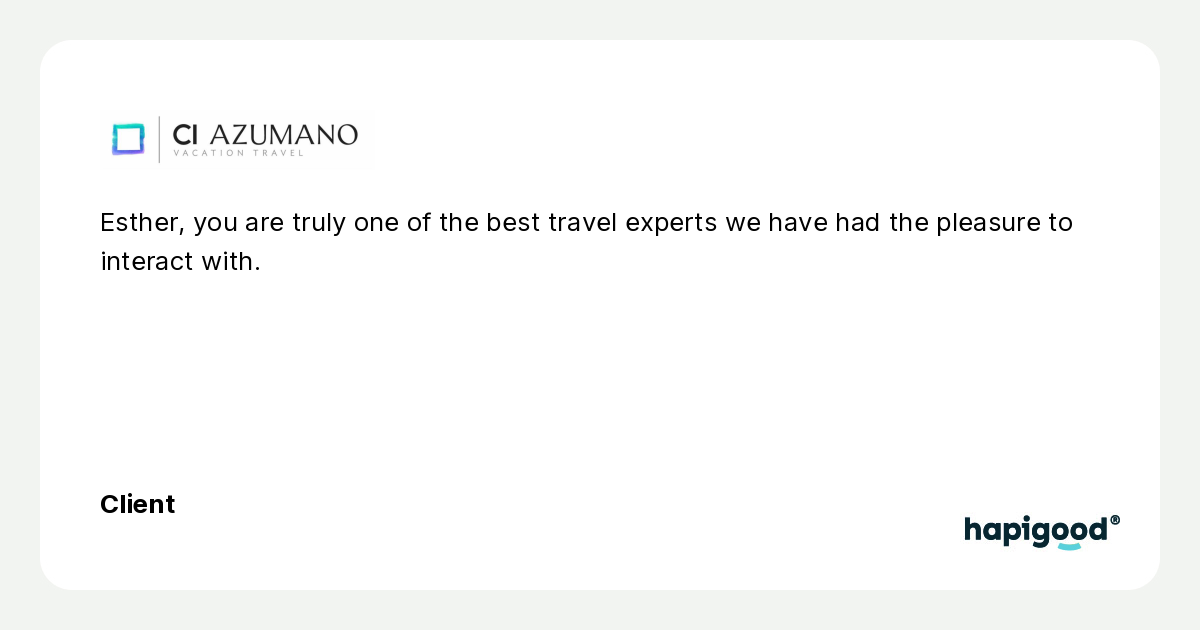 CI AZUMANO
VACATION TRAVEL
Esther, you are truly one of the best travel experts we have had the pleasure to
interact with.
Client
hapigood®